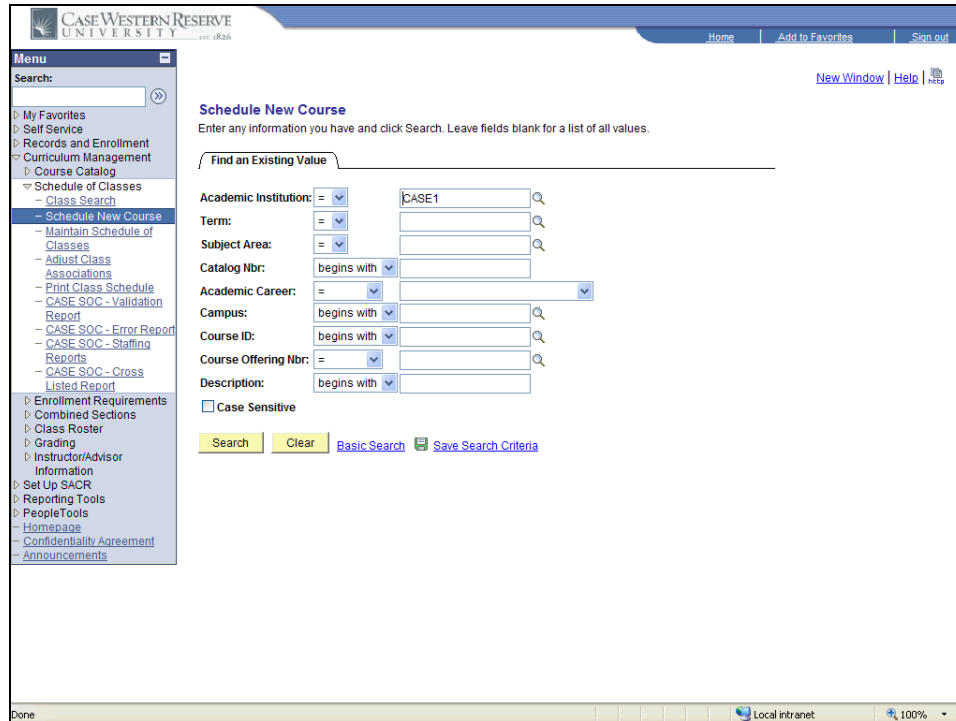 CASE WESTERN RESERVE
UNIVERSITY EST. 1826
Home Add to Favorites Sign out
Menu
Search:
New Window | Help | http
My Favorites
Self Service
Records and Enrollment
Curriculum Management
Course Catalog
Schedule of Classes
– Class Search
– Schedule New Course
– Maintain Schedule of
Classes
– Adjust Class
Associations
– Print Class Schedule
– CASE SOC - Validation
Report
– CASE SOC - Error Report
– CASE SOC - Staffing
Reports
– CASE SOC - Cross
Listed Report
Enrollment Requirements
Combined Sections
Class Roster
Grading
Instructor/Advisor
Information
Set Up SACR
Reporting Tools
PeopleTools
– Homepage
– Confidentiality Agreement
– Announcements
Schedule New Course
Enter any information you have and click Search. Leave fields blank for a list of all values.
Find an Existing Value
Academic Institution: = CASE1
Term: =
Subject Area: =
Catalog Nbr: begins with
Academic Career: =
Campus: begins with
Course ID: begins with
Course Offering Nbr: =
Description: begins with
Case Sensitive
Search Clear Basic Search Save Search Criteria
Done Local intranet 100%